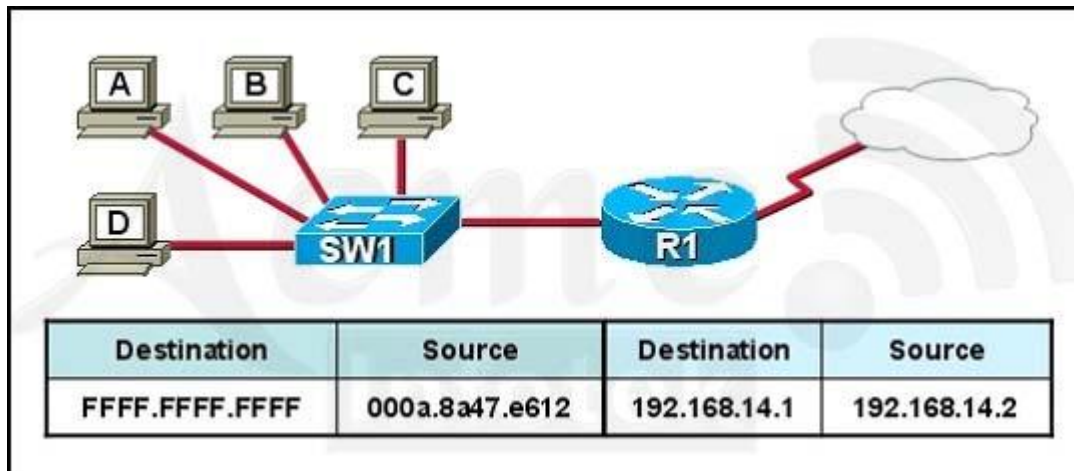 A
B
C
D
SW1
R1
Destination Source Destination Source
FFFF.FFFF.FFFF 000a.8a47.e612 192.168.14.1 192.168.14.2